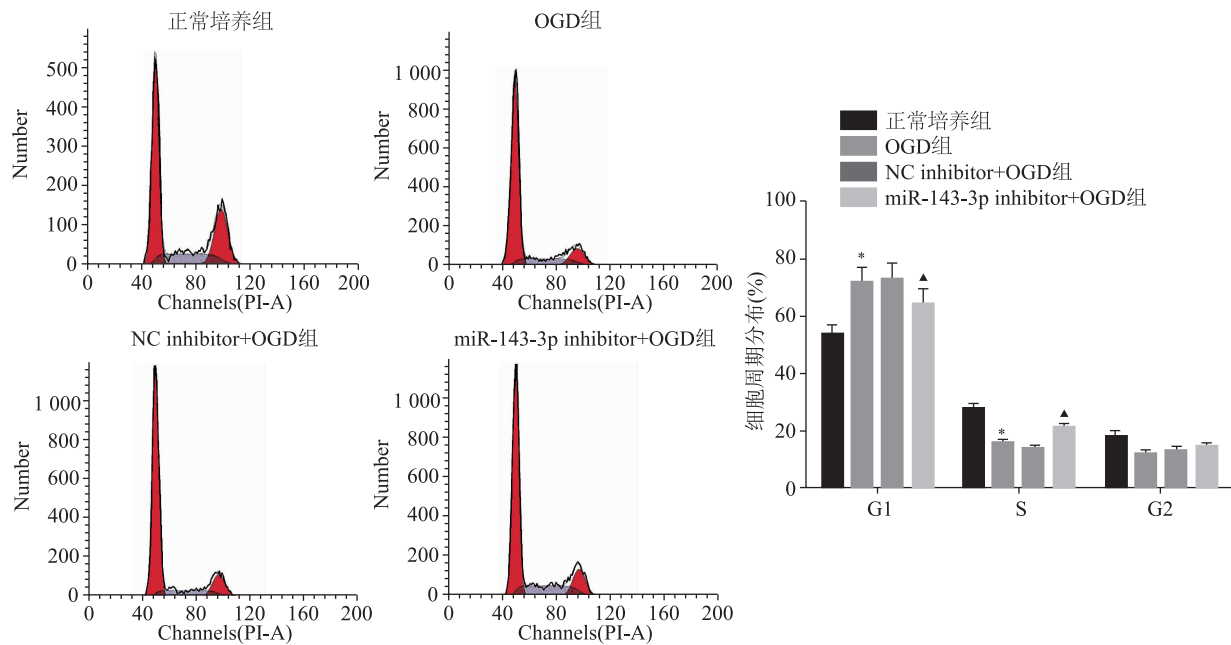 正常培养组
Number
500
400
300
200
100
0
0 40 80 120 160 200
Channels(PI-A)
OGD组
Number
1 000
800
600
400
200
0
0 40 80 120 160 200
Channels(PI-A)
NC inhibitor+OGD组
Number
1 000
800
600
400
200
0
0 40 80 120 160 200
Channels(PI-A)
miR-143-3p inhibitor+OGD组
Number
1 000
800
600
400
200
0
0 40 80 120 160 200
Channels(PI-A)
正常培养组
OGD组
NC inhibitor+OGD组
miR-143-3p inhibitor+OGD组
细胞周期分布(%)
100
80
60
40
20
0
* ▲
* ▲
G1 S G2